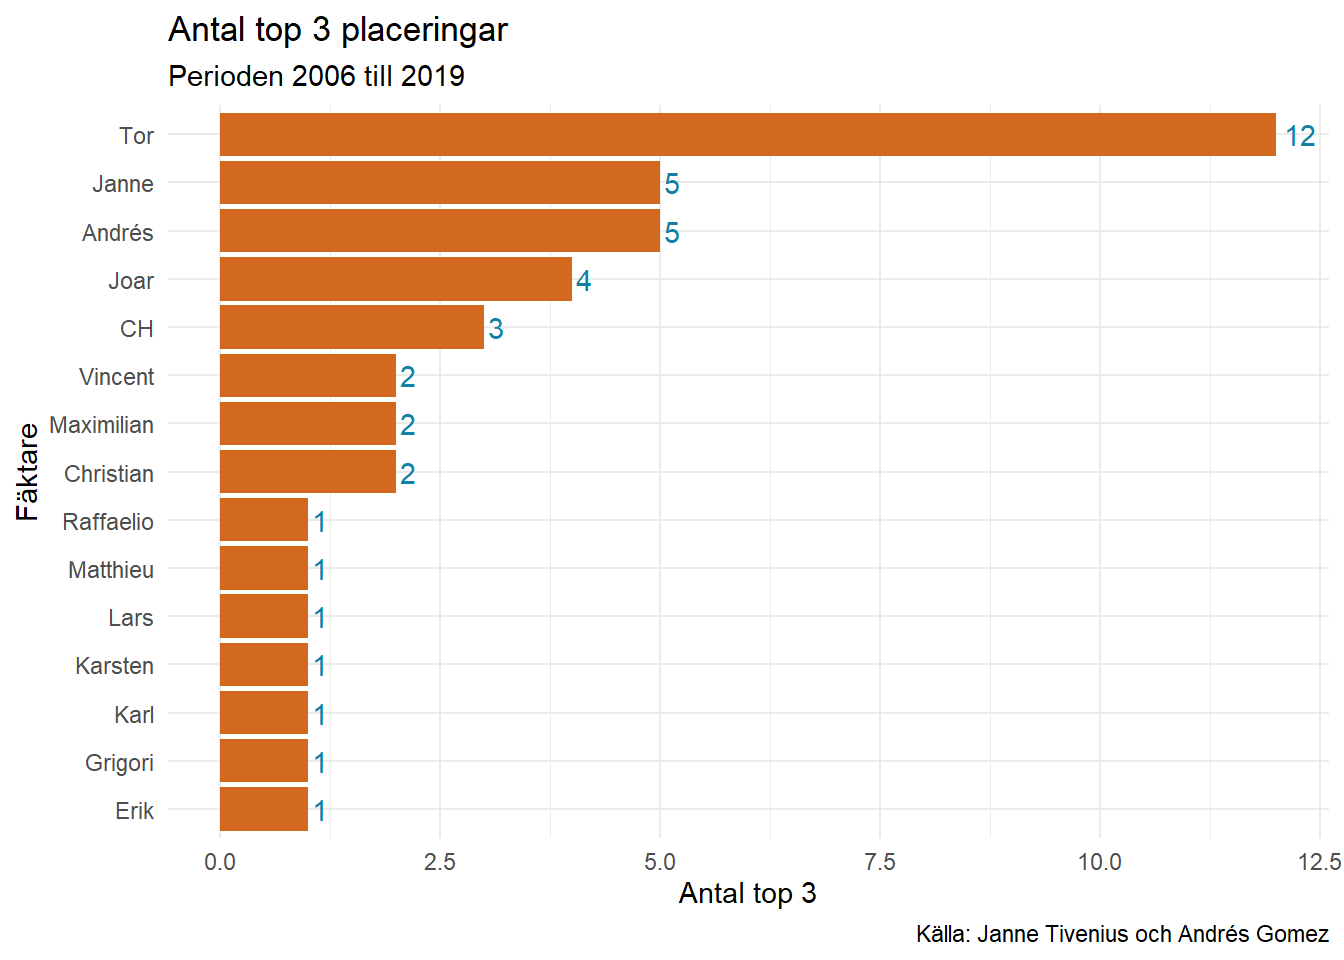 Antal top 3 placeringar
Perioden 2006 till 2019
Fäktare
Tor 12
Janne 5
Andrés 5
Joar 4
CH 3
Vincent 2
Maximilian 2
Christian 2
Raffaelio 1
Matthieu 1
Lars 1
Karsten 1
Karl 1
Grigori 1
Erik 1
0.0 2.5 5.0 7.5 10.0 12.5
Antal top 3
Källa: Janne Tivenius och Andrés Gomez